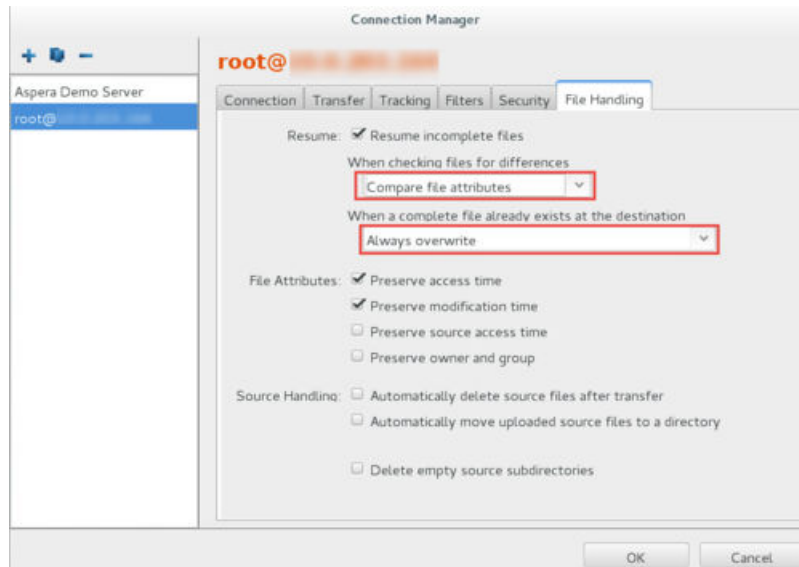 Connection Manager
root@
Aspera Demo Server
root@
Connection Transfer Tracking Filters Security File Handling
Resume: Resume incomplete files
When checking files for differences
Compare file attributes
When a complete file already exists at the destination
Always overwrite
File Attributes: Preserve access time
Preserve modification time
Preserve source access time
Preserve owner and group
Source Handling: Automatically delete source files after transfer
Automatically move uploaded source files to a directory
Delete empty source subdirectories
OK Cancel